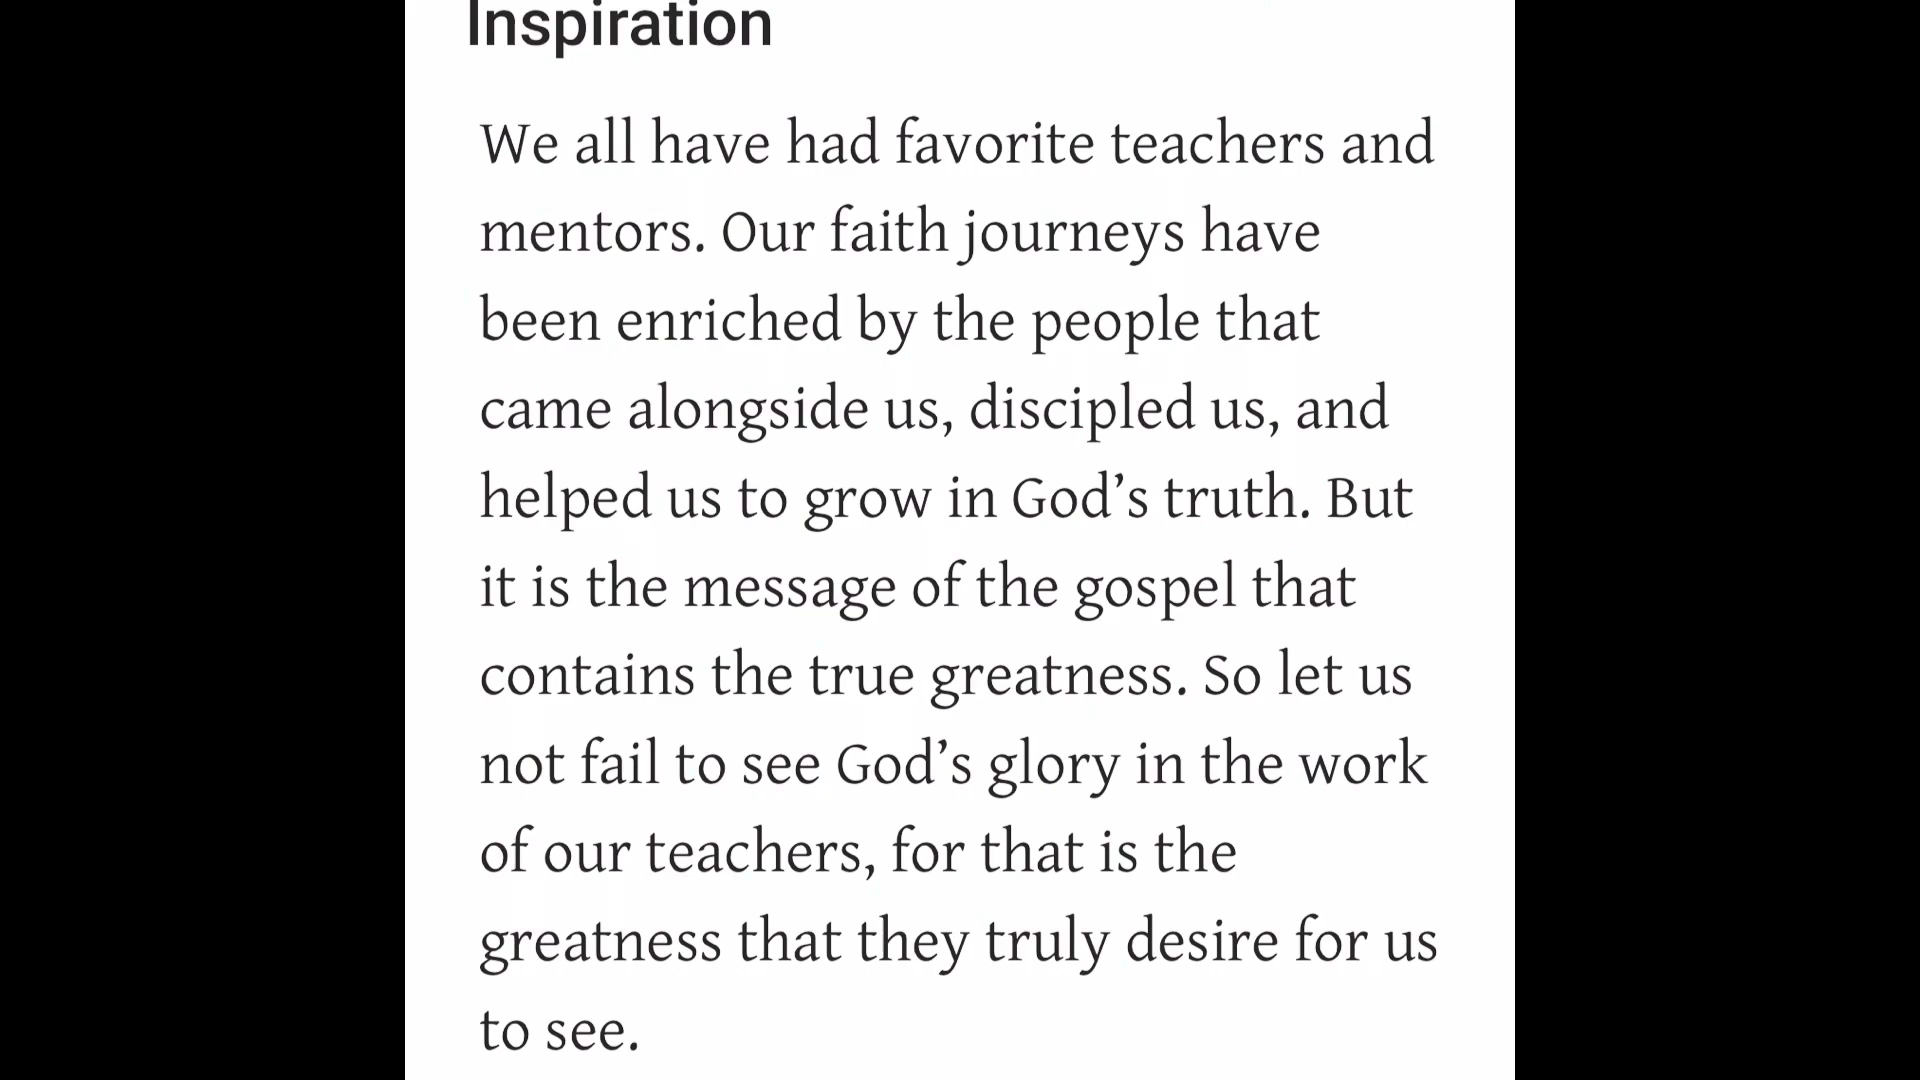 Inspiration
We all have had favorite teachers and
mentors. Our faith journeys have
been enriched by the people that
came alongside us, discipled us, and
helped us to grow in God’s truth. But
it is the message of the gospel that
contains the true greatness. So let us
not fail to see God’s glory in the work
of our teachers, for that is the
greatness that they truly desire for us
to see.